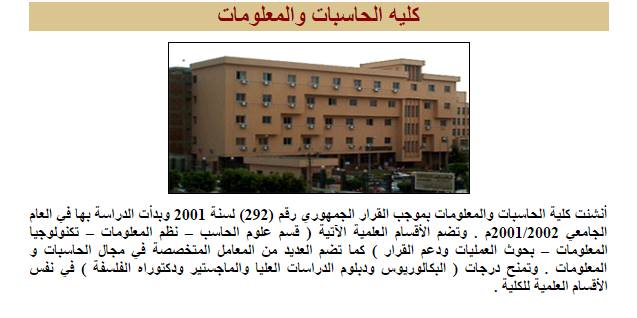 كليه الحاسبات والمعلومات
أنشئت كلية الحاسبات والمعلومات بموجب القرار الجمهوري رقم (292) لسنة 2001 وبدأت الدراسة بها في العام
الجامعي 2001/2002م . وتضم الأقسام العلمية الآتية ( قسم علوم الحاسب – نظم المعلومات – تكنولوجيا
المعلومات – بحوث العمليات ودعم القرار ) كما تضم العديد من المعامل المتخصصة في مجال الحاسبات و
المعلومات . وتمنح درجات ( البكالوريوس ودبلوم الدراسات العليا والماجستير ودكتوراه الفلسفة ) في نفس
الأقسام العلمية للكلية .